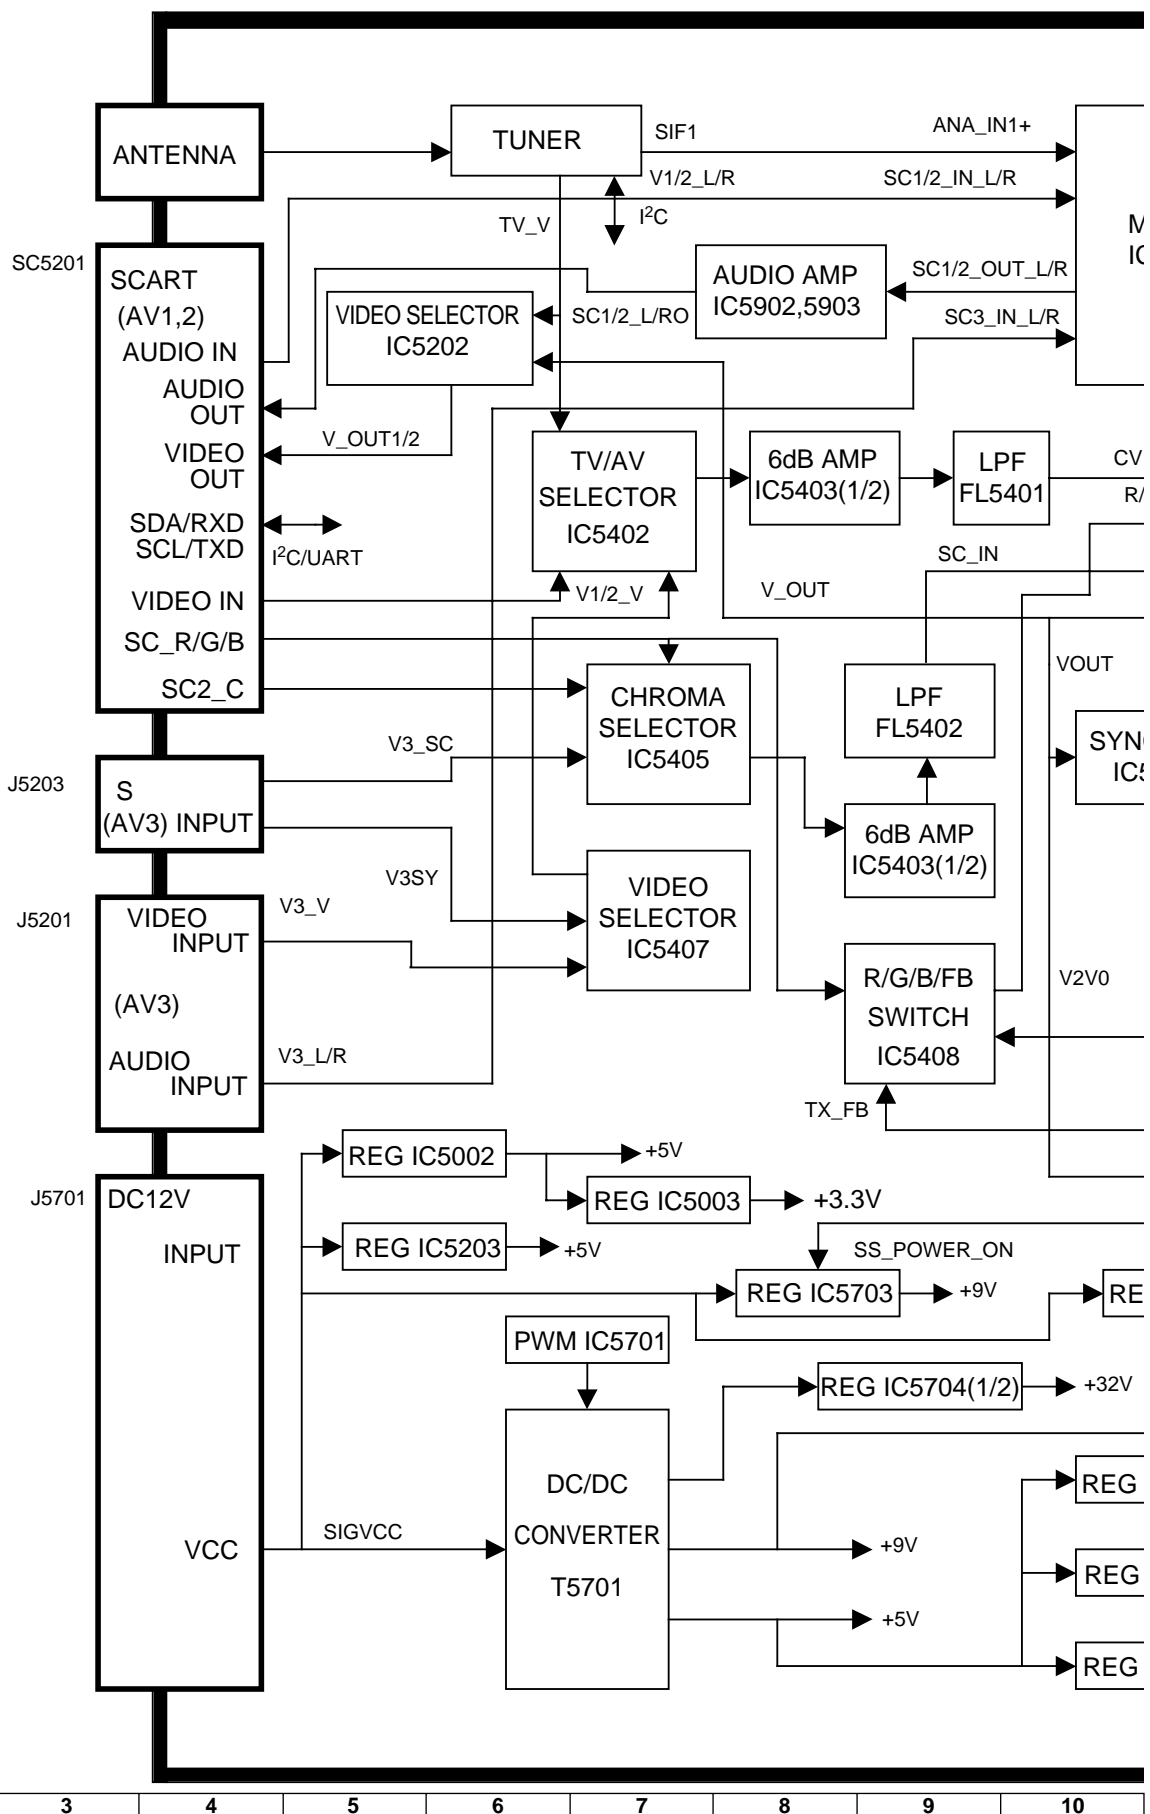 ANTENNA
TUNER
SIF1
ANA_IN1+
V1/2_L/R
SC1/2_IN_L/R
TV_V
I²C
SC5201
SCART
(AV1,2)
AUDIO IN
AUDIO
OUT
VIDEO
OUT
SDA/RXD
SCL/TXD
VIDEO IN
SC_R/G/B
SC2_C
VIDEO SELECTOR
IC5202
SC1/2_L/RO
AUDIO AMP
IC5902,5903
SC1/2_OUT_L/R
SC3_IN_L/R
M
IC
V_OUT1/2
I²C/UART
TV/AV
SELECTOR
IC5402
6dB AMP
IC5403(1/2)
LPF
FL5401
CV
R/
SC_IN
V1/2_V
V_OUT
VOUT
CHROMA
SELECTOR
IC5405
LPF
FL5402
SYN
IC5
V3_SC
J5203
S
(AV3) INPUT
6dB AMP
IC5403(1/2)
V3SY
J5201
VIDEO
INPUT
(AV3)
AUDIO
INPUT
V3_V
VIDEO
SELECTOR
IC5407
R/G/B/FB
SWITCH
IC5408
V2V0
V3_L/R
TX_FB
J5701
DC12V
INPUT
VCC
REG IC5002
+5V
REG IC5003
+3.3V
REG IC5203
+5V
SS_POWER_ON
REG IC5703
+9V
RE
PWM IC5701
REG IC5704(1/2)
+32V
DC/DC
CONVERTER
T5701
SIGVCC
+9V
+5V
REG
REG
REG
3 4 5 6 7 8 9 10